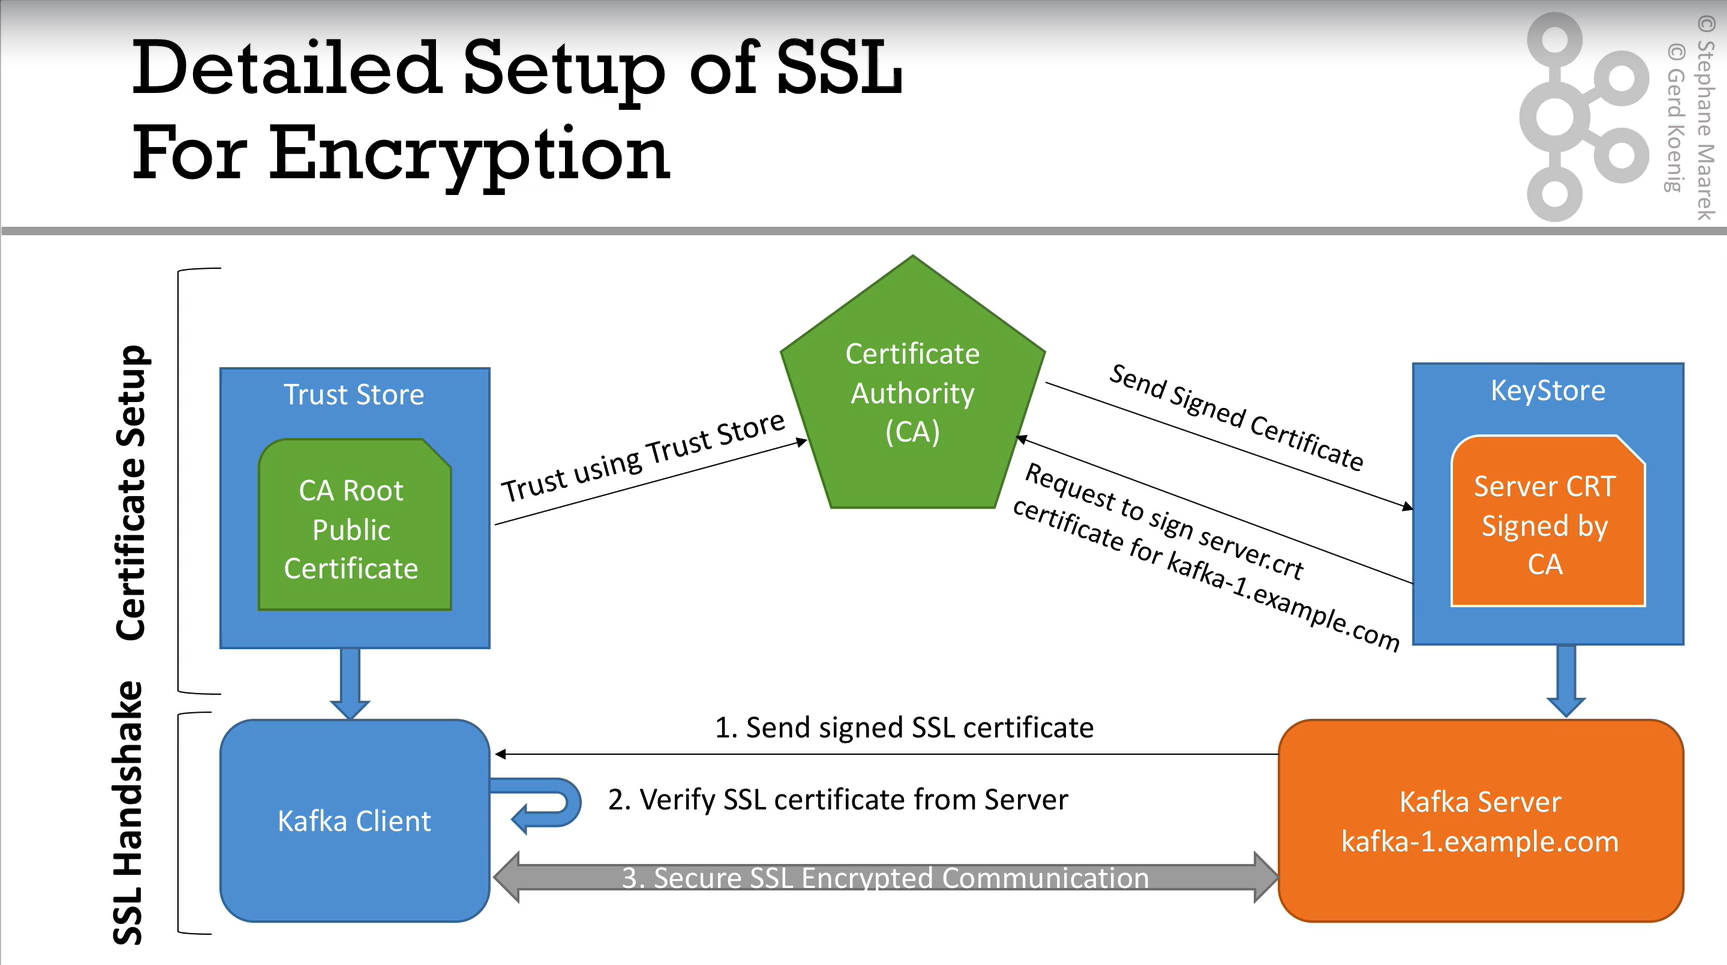 Detailed Setup of SSL
For Encryption
© Stephane Maarek
© Gerd Koenig
Certificate Setup
Trust Store
CA Root
Public
Certificate
Trust using Trust Store
Certificate
Authority
(CA)
Send Signed Certificate
Request to sign server.crt
certificate for kafka-1.example.com
KeyStore
Server CRT
Signed by
CA
SSL Handshake
Kafka Client
1. Send signed SSL certificate
2. Verify SSL certificate from Server
3. Secure SSL Encrypted Communication
Kafka Server
kafka-1.example.com